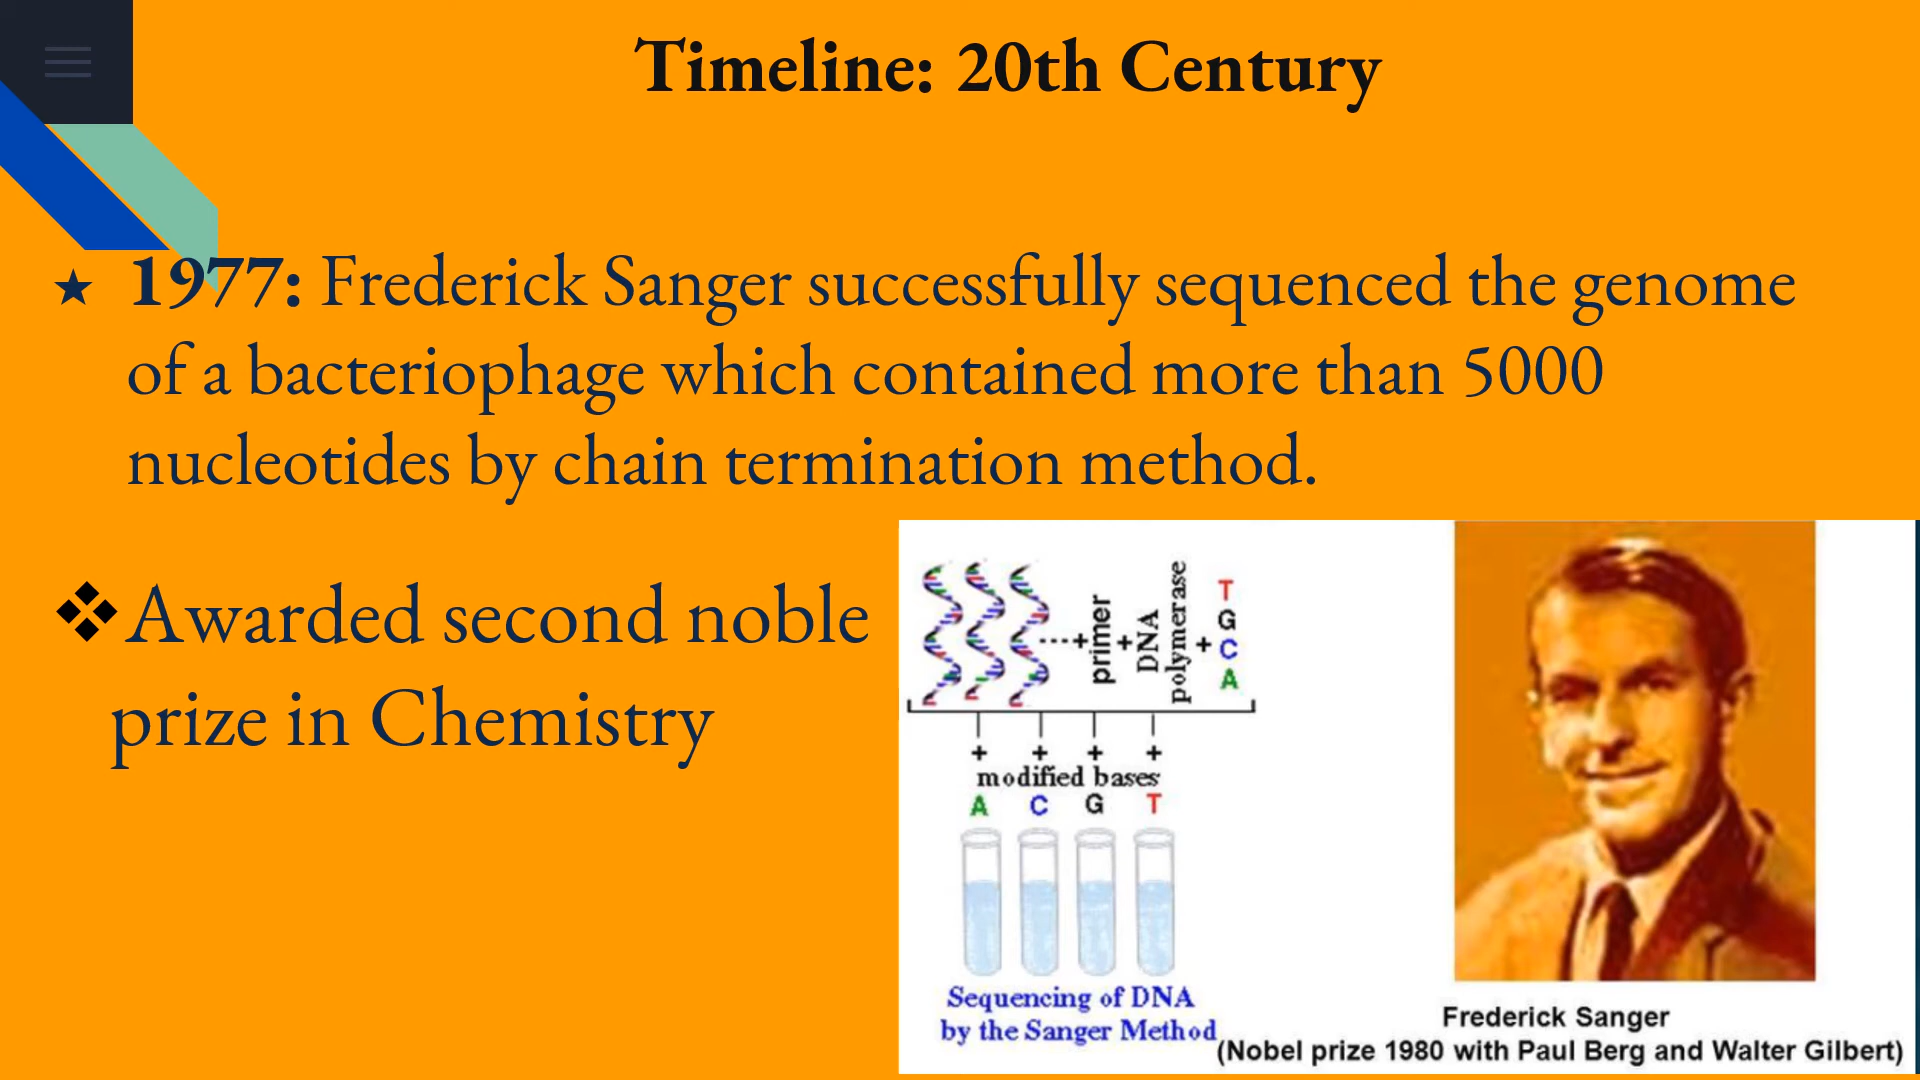 Timeline: 20th Century
★ 1977: Frederick Sanger successfully sequenced the genome
of a bacteriophage which contained more than 5000
nucleotides by chain termination method.
❖Awarded second noble
prize in Chemistry
+
primer
+
DNA
polymerase
+
T
G
C
A
+ + + +
modified bases
A C G T
Sequencing of DNA
by the Sanger Method
Frederick Sanger
(Nobel prize 1980 with Paul Berg and Walter Gilbert)